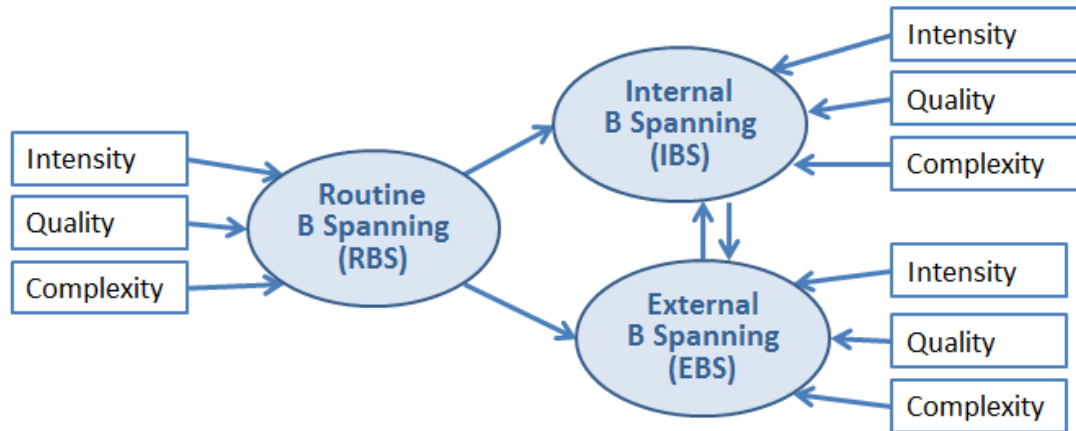 Intensity
Quality
Complexity
Routine
B Spanning
(RBS)
Internal
B Spanning
(IBS)
Intensity
Quality
Complexity
External
B Spanning
(EBS)
Intensity
Quality
Complexity